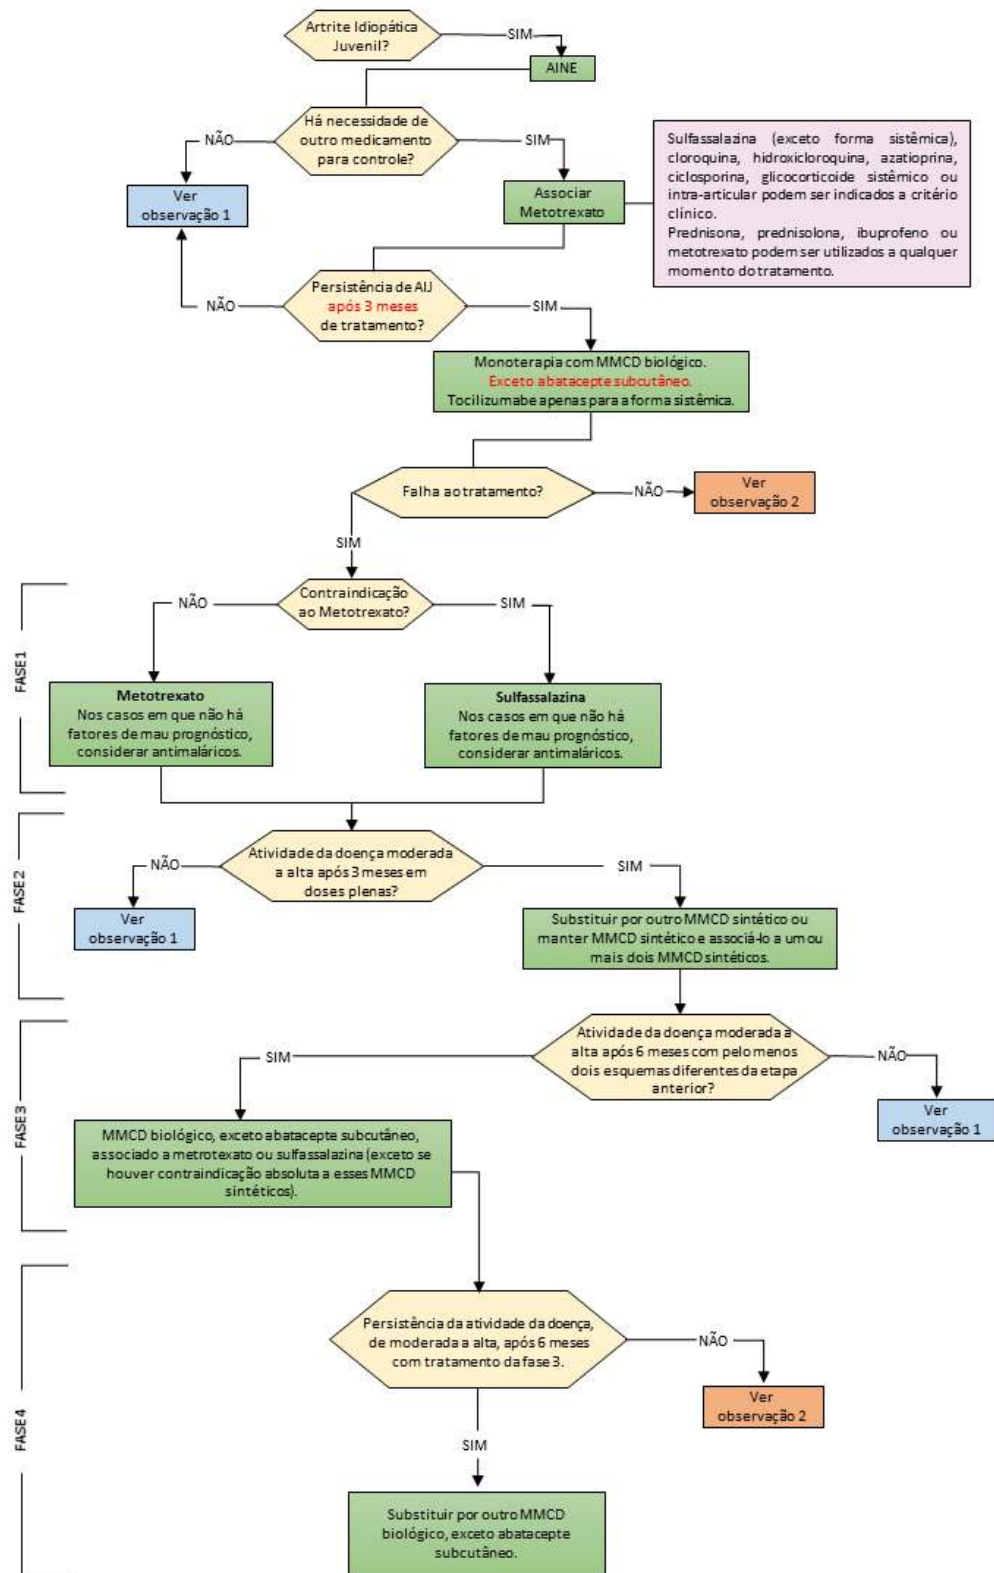 Artrite Idiopática
Juvenil?
SIM
AINE
Há necessidade de
outro medicamento
para controle?
NÃO
SIM
Ver
observação 1
Associar
Metotrexato
Sulfassalazina (exceto forma sistêmica),
cloroquina, hidroxicloroquina, azatioprina,
ciclosporina, glicocorticoide sistêmico ou
intra-articular podem ser indicados a critério
clínico.
Prednisona, prednisolona, ibuprofeno ou
metotrexato podem ser utilizados a qualquer
momento do tratamento.
Persistência de AIJ
após 3 meses
de tratamento?
NÃO
SIM
Monoterapia com MMCD biológico.
Exceto abatacepte subcutâneo.
Tocilizumabe apenas para a forma sistêmica.
Falha ao tratamento?
NÃO
Ver
observação 2
SIM
FASE1
Contraindicação
ao Metotrexato?
NÃO
SIM
Metotrexato
Nos casos em que não há
fatores de mau prognóstico,
considerar antimaláricos.
Sulfassalazina
Nos casos em que não há
fatores de mau prognóstico,
considerar antimaláricos.
FASE2
Atividade da doença moderada
a alta após 3 meses em
doses plenas?
NÃO
SIM
Ver
observação 1
Substituir por outro MMCD sintético ou
manter MMCD sintético e associá-lo a um ou
mais dois MMCD sintéticos.
FASE3
Atividade da doença moderada a
alta após 6 meses com pelo menos
dois esquemas diferentes da etapa
anterior?
SIM
NÃO
Ver
observação 1
MMCD biológico, exceto abatacepte subcutâneo,
associado a metrotexato ou sulfassalazina (exceto se
houver contraindicação absoluta a esses MMCD
sintéticos).
FASE4
Persistência da atividade da doença,
de moderada a alta, após 6 meses
com tratamento da fase 3.
NÃO
Ver
observação 2
SIM
Substituir por outro MMCD
biológico, exceto abatacepte
subcutâneo.